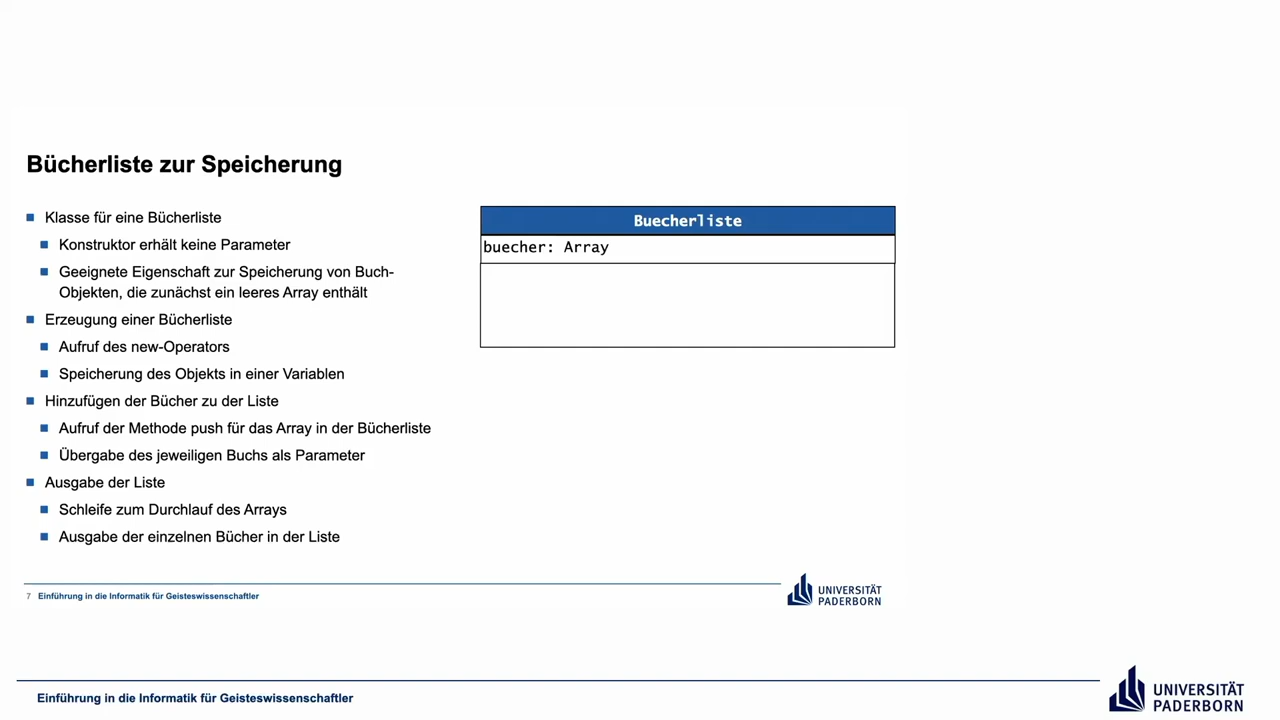 Bücherliste zur Speicherung
Klasse für eine Bücherliste
Konstruktor erhält keine Parameter
Geeignete Eigenschaft zur Speicherung von Buch-
Objekten, die zunächst ein leeres Array enthält
Erzeugung einer Bücherliste
Aufruf des new-Operators
Speicherung des Objekts in einer Variablen
Hinzufügen der Bücher zu der Liste
Aufruf der Methode push für das Array in der Bücherliste
Übergabe des jeweiligen Buchs als Parameter
Ausgabe der Liste
Schleife zum Durchlauf des Arrays
Ausgabe der einzelnen Bücher in der Liste
Buecherliste
buecher: Array
7 Einführung in die Informatik für Geisteswissenschaftler
UNIVERSITÄT
PADERBORN
Einführung in die Informatik für Geisteswissenschaftler
UNIVERSITÄT
PADERBORN